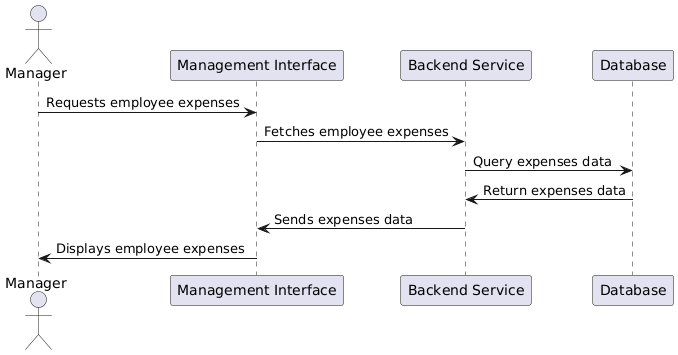 Manager
Management Interface
Backend Service
Database
Requests employee expenses
Fetches employee expenses
Query expenses data
Return expenses data
Sends expenses data
Displays employee expenses
Manager
Management Interface
Backend Service
Database